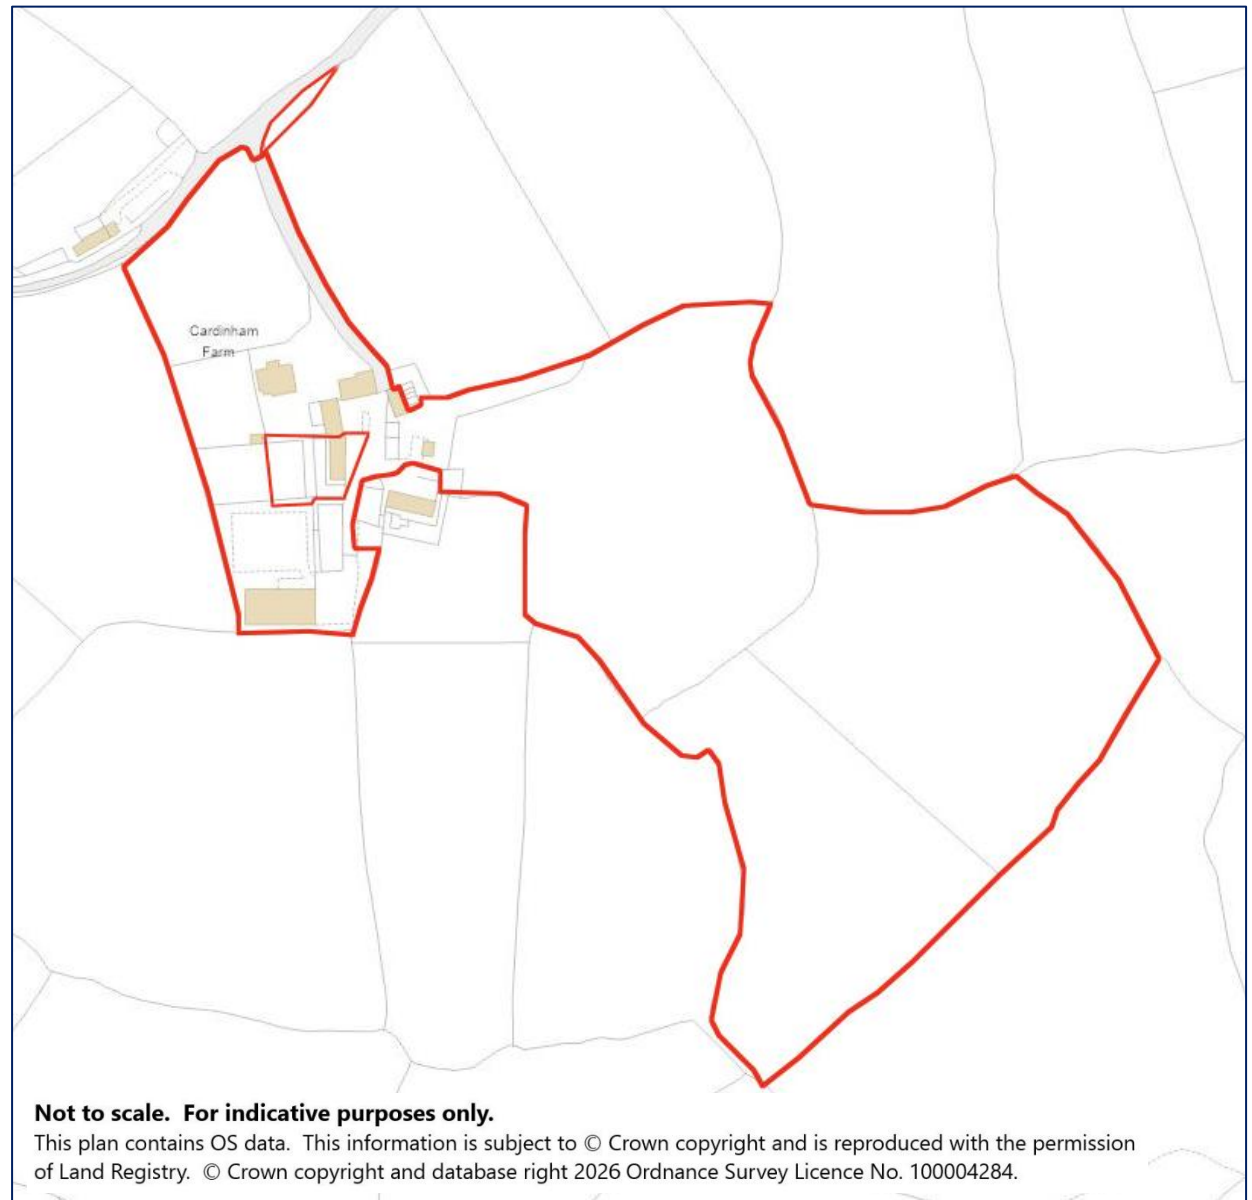 Cardinham
Farm
Not to scale.  For indicative purposes only.
This plan contains OS data.  This information is subject to © Crown copyright and is reproduced with the permission
of Land Registry.  © Crown copyright and database right 2026 Ordnance Survey Licence No. 100004284.